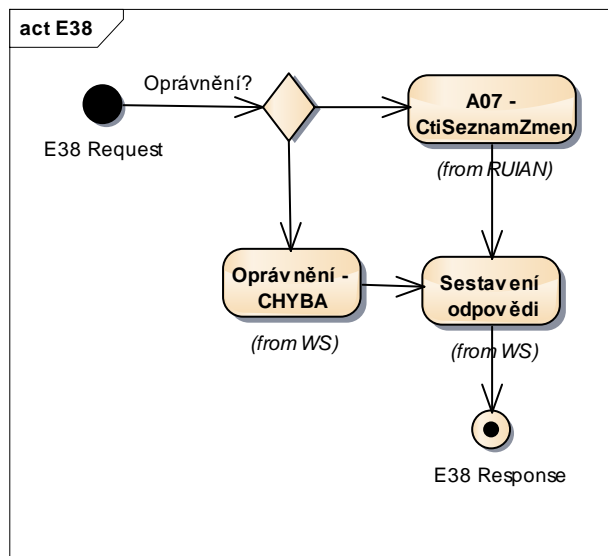 act E38
Oprávnění?
E38 Request
A07 -
CtiSeznamZmen
(from RUIAN)
Oprávnění -
CHYBA
(from WS)
Sestavení
odpovědi
(from WS)
E38 Response